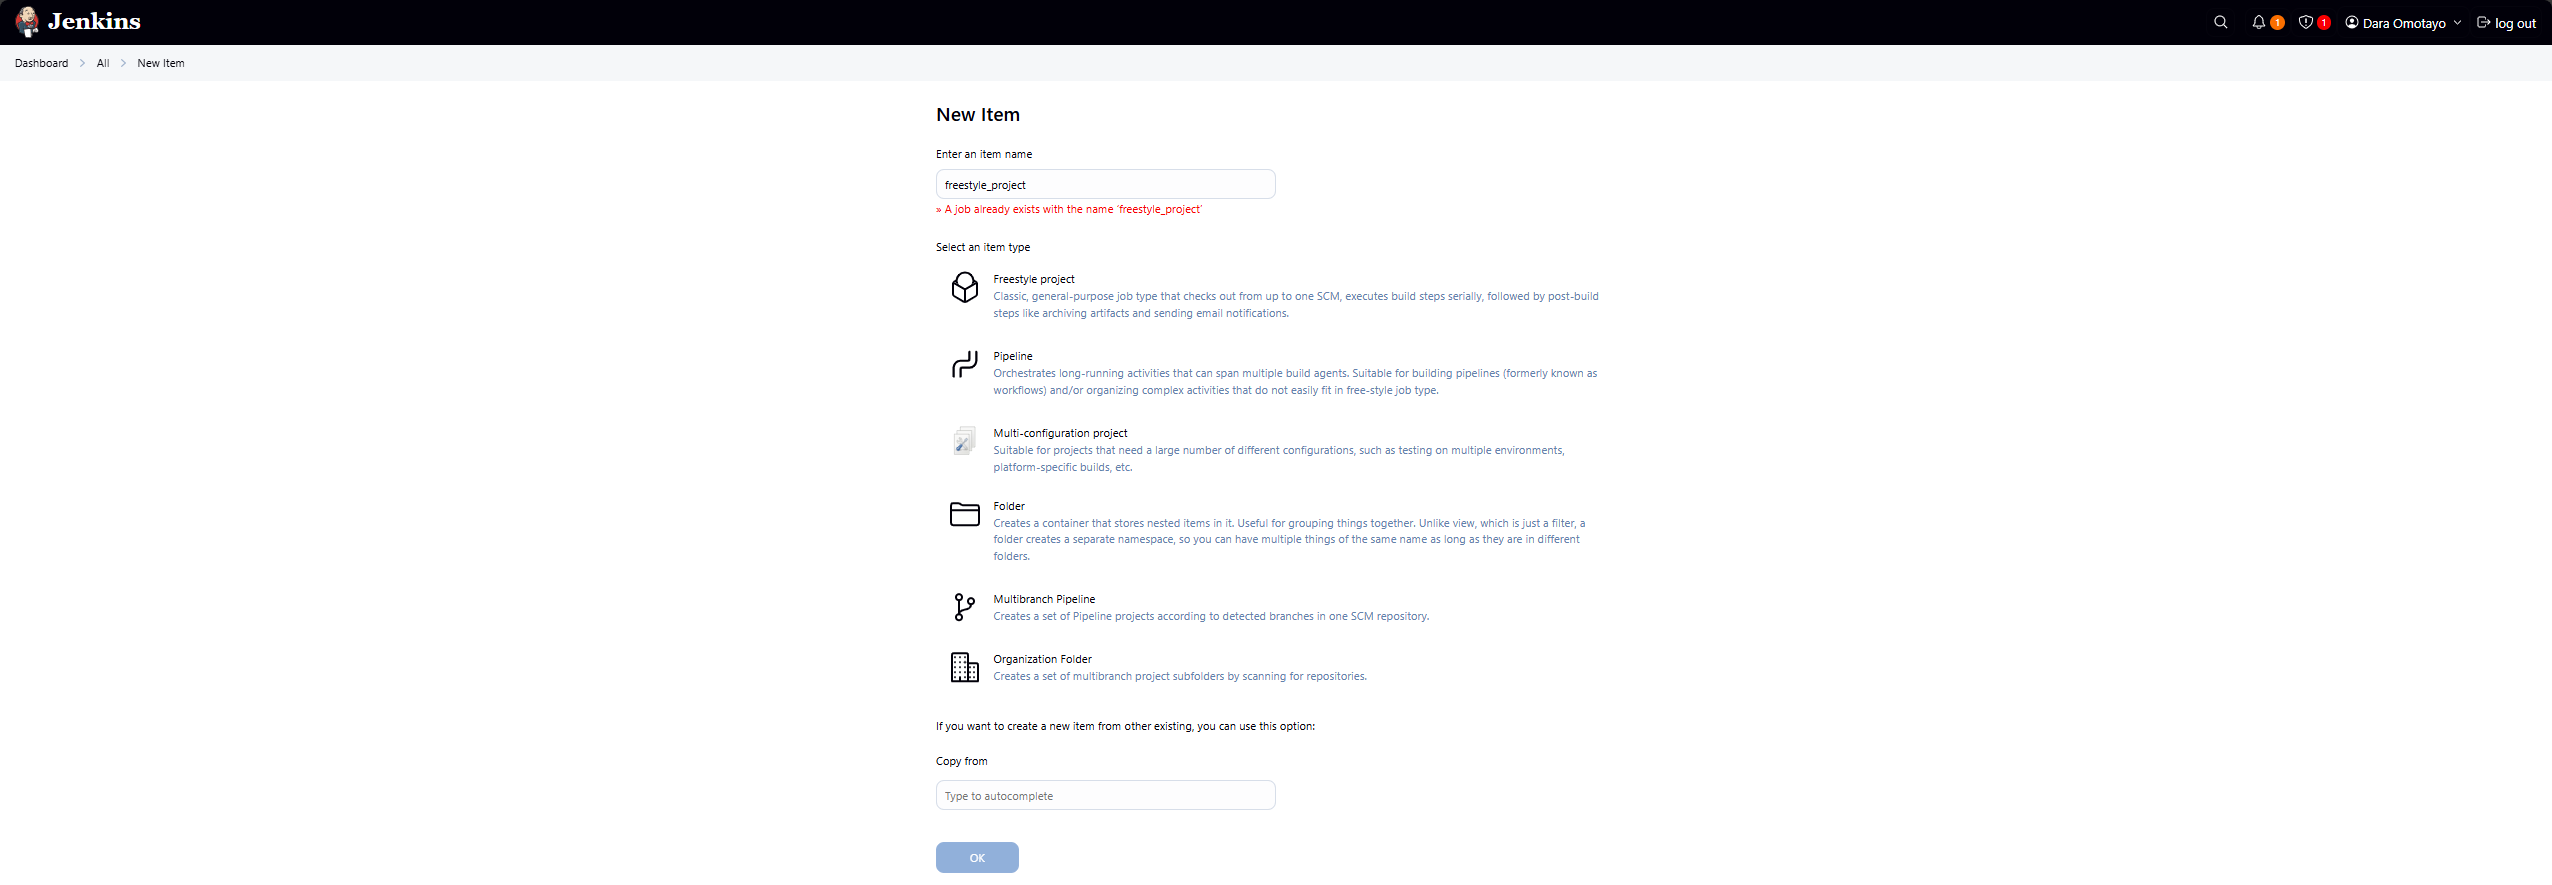 Jenkins
1
1
Dara Omotayo
log out
Dashboard
All
New Item
New Item
Enter an item name
freestyle_project
» A job already exists with the name ‘freestyle_project’
Select an item type
Freestyle project
Classic, general-purpose job type that checks out from up to one SCM, executes build steps serially, followed by post-build
steps like archiving artifacts and sending email notifications.
Pipeline
Orchestrates long-running activities that can span multiple build agents. Suitable for building pipelines (formerly known as
workflows) and/or organizing complex activities that do not easily fit in free-style job type.
Multi-configuration project
Suitable for projects that need a large number of different configurations, such as testing on multiple environments,
platform-specific builds, etc.
Folder
Creates a container that stores nested items in it. Useful for grouping things together. Unlike view, which is just a filter, a
folder creates a separate namespace, so you can have multiple things of the same name as long as they are in different
folders.
Multibranch Pipeline
Creates a set of Pipeline projects according to detected branches in one SCM repository.
Organization Folder
Creates a set of multibranch project subfolders by scanning for repositories.
If you want to create a new item from other existing, you can use this option:
Copy from
Type to autocomplete
OK